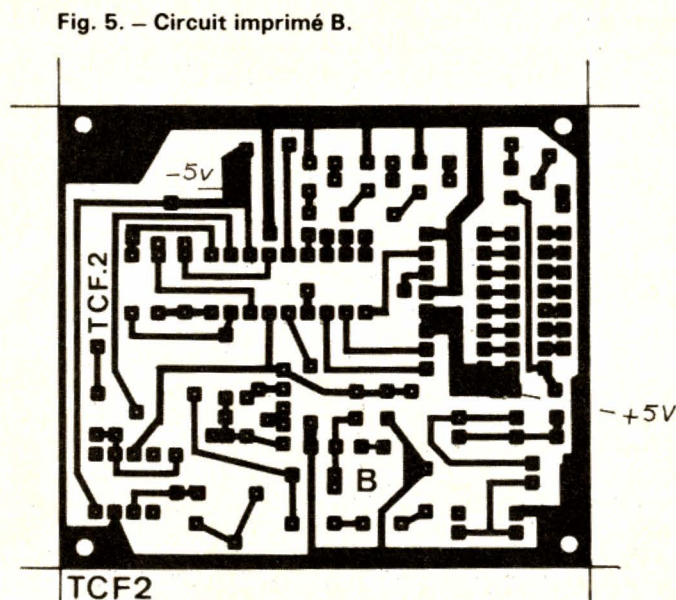 Fig. 5. — Circuit imprimé B.
-5v
TCF.2
+5V
B
TCF2